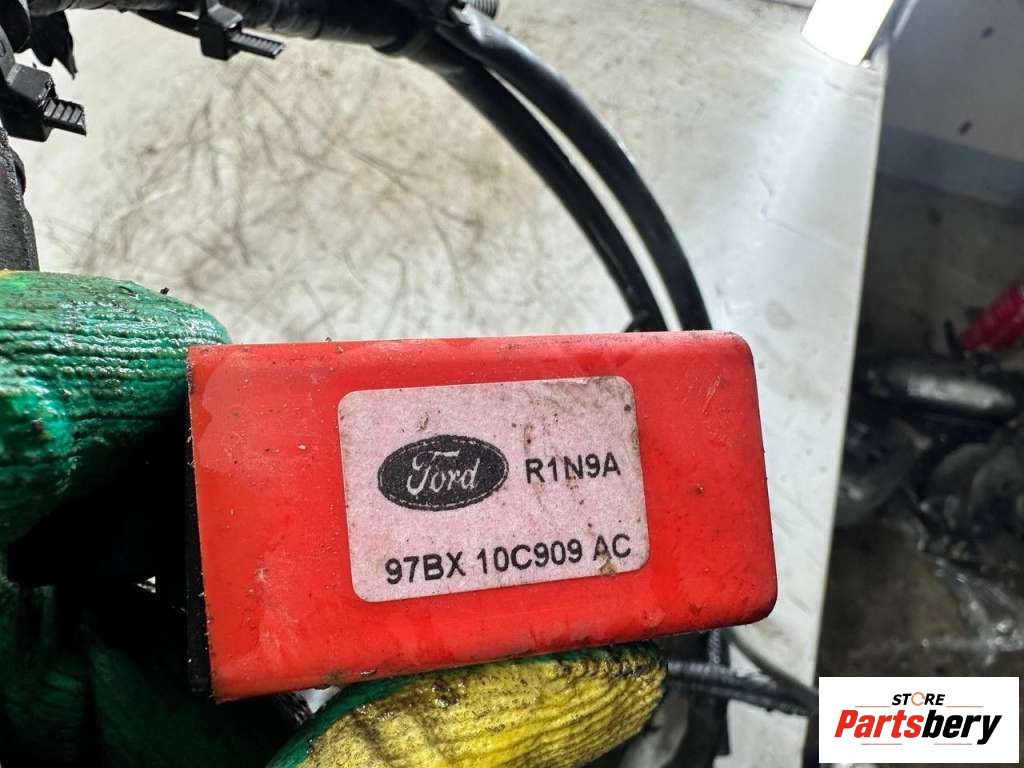 Ford R1N9A
97BX 10C909 AC
STORE
Partsbery